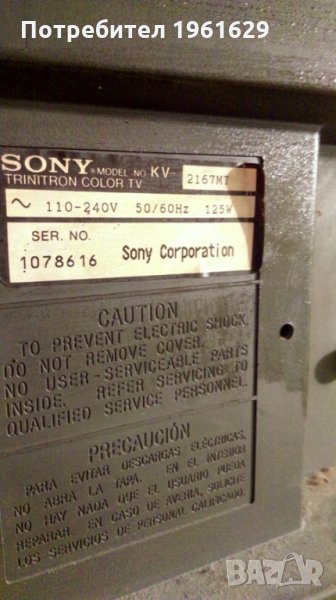 Потребител 1961629
SONY® MODEL NO. KV- 2167MT
TRINITRON COLOR TV
~ 110-240V 50/60Hz 125W
SER. NO.
1078616 Sony Corporation
CAUTION
TO PREVENT ELECTRIC SHOCK,
DO NOT REMOVE COVER.
NO USER-SERVICEABLE PARTS
INSIDE. REFER SERVICING TO
QUALIFIED SERVICE PERSONNEL.
PRECAUCIÓN
PARA EVITAR DESCARGAS ELÉCTRICAS,
NO ABRA LA TAPA. EN EL INTERIOR
NO HAY NADA QUE EL USUARIO PUEDA
REPARAR. EN CASO DE AVERIA, SOLICITE
LOS SERVICIOS DE PERSONAL CALIFICADO.
BAZAR